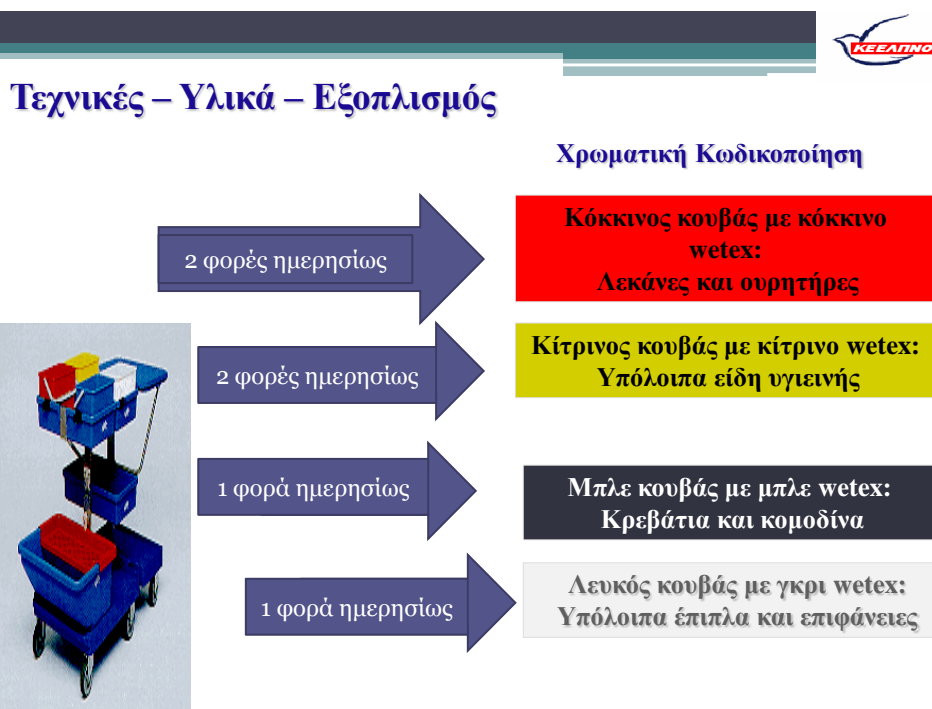 ΚΕΕΛΠΝΟ
Τεχνικές – Υλικά – Εξοπλισμός
Χρωματική Κωδικοποίηση
2 φορές ημερησίως
Κόκκινος κουβάς με κόκκινο
wetex:
Λεκάνες και ουρητήρες
2 φορές ημερησίως
Κίτρινος κουβάς με κίτρινο wetex:
Υπόλοιπα είδη υγιεινής
1 φορά ημερησίως
Μπλε κουβάς με μπλε wetex:
Κρεβάτια και κομοδίνα
1 φορά ημερησίως
Λευκός κουβάς με γκρι wetex:
Υπόλοιπα έπιπλα και επιφάνειες